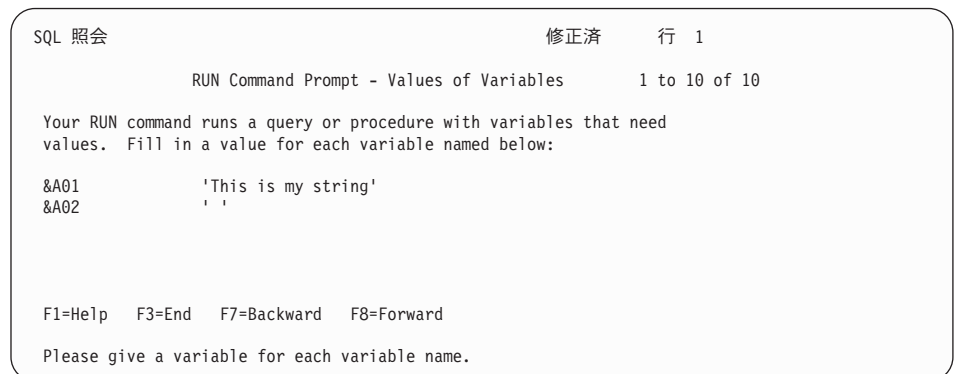 SQL 照会 修正済 行 1
RUN Command Prompt - Values of Variables 1 to 10 of 10
Your RUN command runs a query or procedure with variables that need
values. Fill in a value for each variable named below:
&A01 'This is my string'
&A02 ' '
F1=Help F3=End F7=Backward F8=Forward
Please give a variable for each variable name.